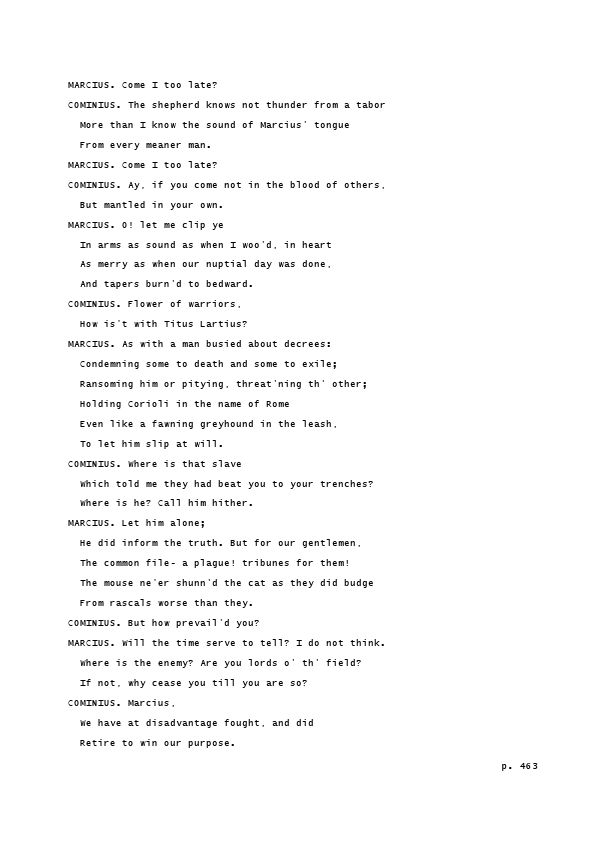 MARCIUS. Come I too late?
COMINIUS. The shepherd knows not thunder from a tabor
More than I know the sound of Marcius' tongue
From every meaner man.
MARCIUS. Come I too late?
COMINIUS. Ay, if you come not in the blood of others,
But mantled in your own.
MARCIUS. O! let me clip ye
In arms as sound as when I woo'd, in heart
As merry as when our nuptial day was done,
And tapers burn'd to bedward.
COMINIUS. Flower of warriors,
How is't with Titus Lartius?
MARCIUS. As with a man busied about decrees:
Condemning some to death and some to exile;
Ransoming him or pitying, threat'ning th' other;
Holding Corioli in the name of Rome
Even like a fawning greyhound in the leash,
To let him slip at will.
COMINIUS. Where is that slave
Which told me they had beat you to your trenches?
Where is he? Call him hither.
MARCIUS. Let him alone;
He did inform the truth. But for our gentlemen,
The common file- a plague! tribunes for them!
The mouse ne'er shunn'd the cat as they did budge
From rascals worse than they.
COMINIUS. But how prevail'd you?
MARCIUS. Will the time serve to tell? I do not think.
Where is the enemy? Are you lords o' th' field?
If not, why cease you till you are so?
COMINIUS. Marcius,
We have at disadvantage fought, and did
Retire to win our purpose.
p. 463